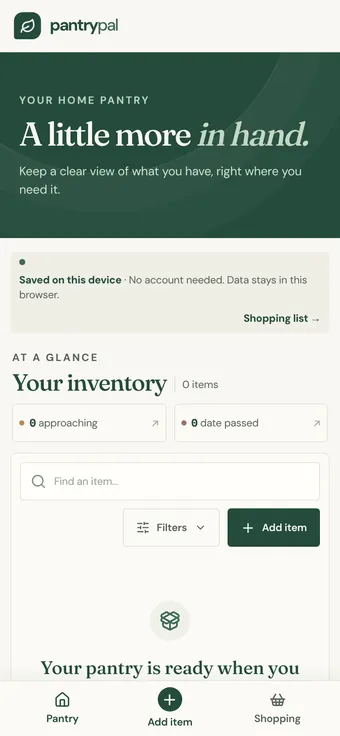 pantrypal
YOUR HOME PANTRY
A little more in hand.
Keep a clear view of what you have, right where you
need it.
Saved on this device · No account needed. Data stays in this
browser.
Shopping list →
AT A GLANCE
Your inventory
0 items
0 approaching ↗
0 date passed ↗
Find an item...
Filters
Add item
Your pantry is ready when you
Pantry
Add item
Shopping